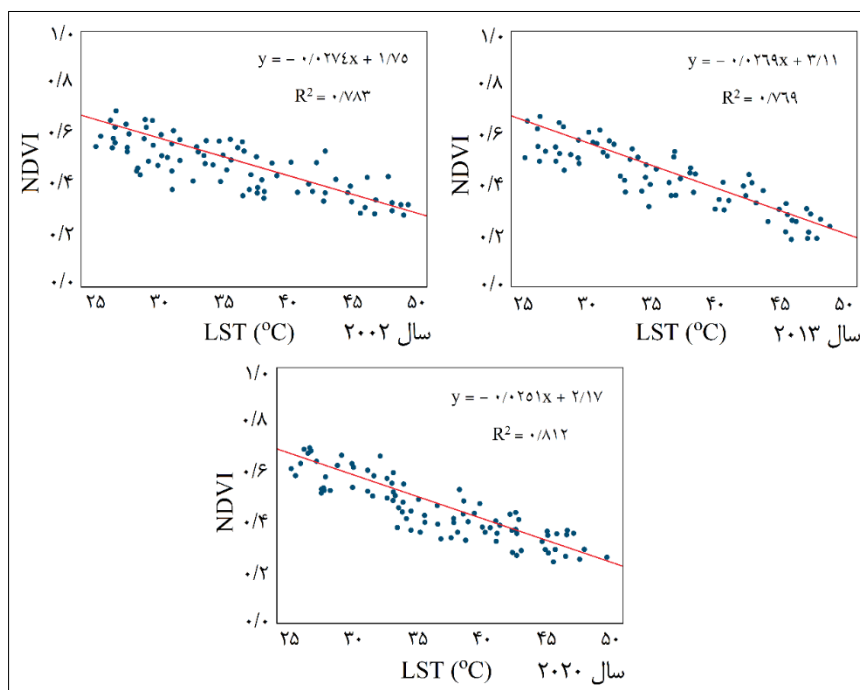 ۱/۰
y = - ۰/۰۲۷٤x + ۱/۷۵
۰/۸
R² = ۰/۷۸۳
۰/۶
NDVI
۰/۴
۰/۲
۰/۰
۲۵ ۳۰ ۳۵ ۴۰ ۴۵ ۵۰
LST (°C) سال ۲۰۰۲
۱/۰
y = - ۰/۰۲۶۹x + ۳/۱۱
۰/۸
R² = ۰/۷۶۹
۰/۶
NDVI
۰/۴
۰/۲
۰/۰
۲۵ ۳۰ ۳۵ ۴۰ ۴۵ ۵۰
LST (°C) سال ۲۰۱۳
۱/۰
y = - ۰/۰۲۵۱x + ۲/۱۷
۰/۸
R² = ۰/۸۱۲
۰/۶
NDVI
۰/۴
۰/۲
۰/۰
۲۵ ۳۰ ۳۵ ۴۰ ۴۵ ۵۰
LST (°C) سال ۲۰۲۰